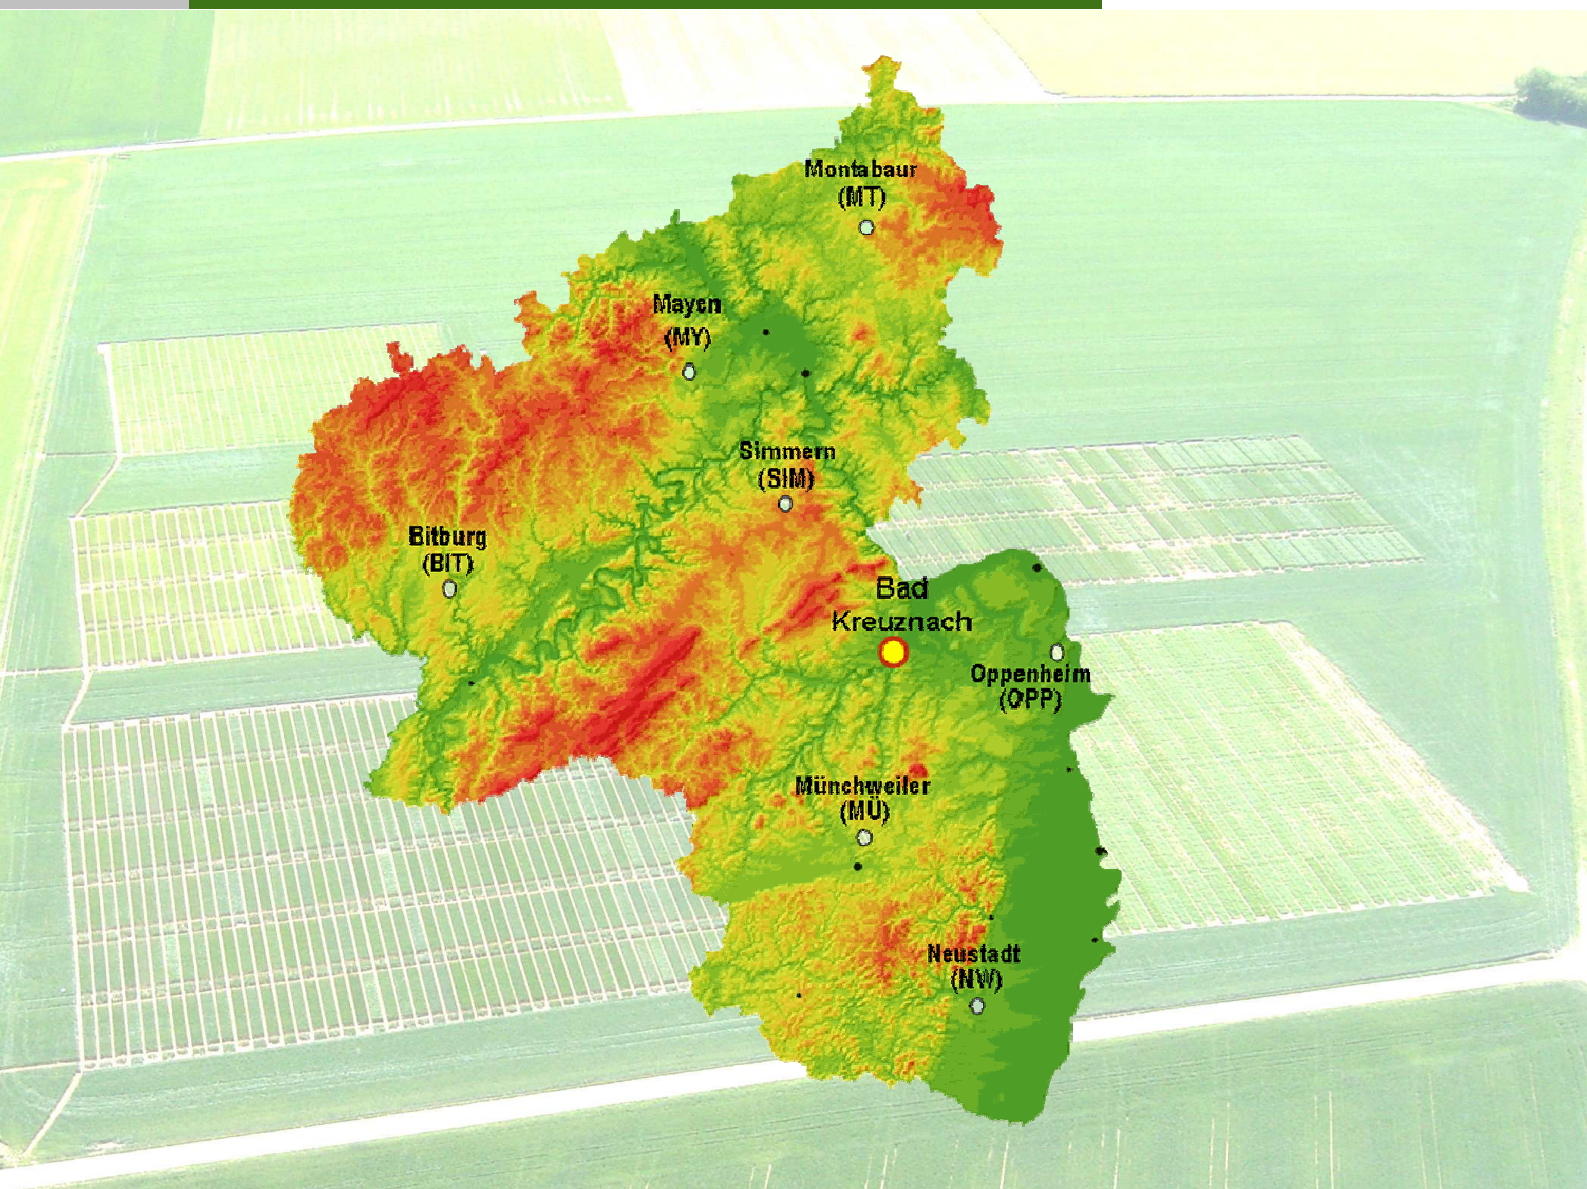 Montabaur
(MT)
Mayen
(MY)
Simmern
(SIM)
Bitburg
(BIT)
Bad
Kreuznach
Oppenheim
(OPP)
Münchweiler
(MÜ)
Neustadt
(NW)